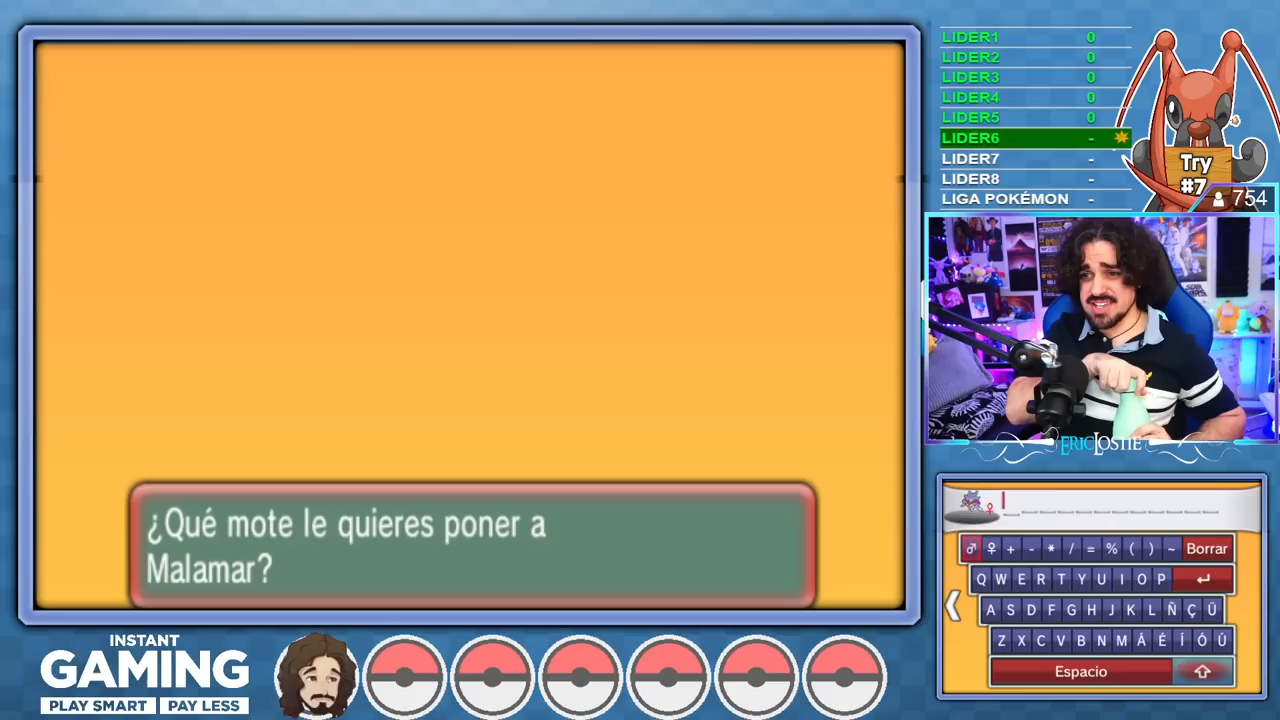 LIDER1 0
LIDER2 0
LIDER3 0
LIDER4 0
LIDER5 0
LIDER6 -
LIDER7 -
LIDER8 -
LIGA POKÉMON -
Try
#7
754
ERICLOSTIE
¿Qué mote le quieres poner a
Malamar?
♂ ♀ + - * / = % ( ) ~ Borrar
Q W E R T Y U I O P
A S D F G H J K L Ñ Ç Ü
Z X C V B N M Á É Í Ó Ú
Espacio
INSTANT
GAMING
PLAY SMART PAY LESS